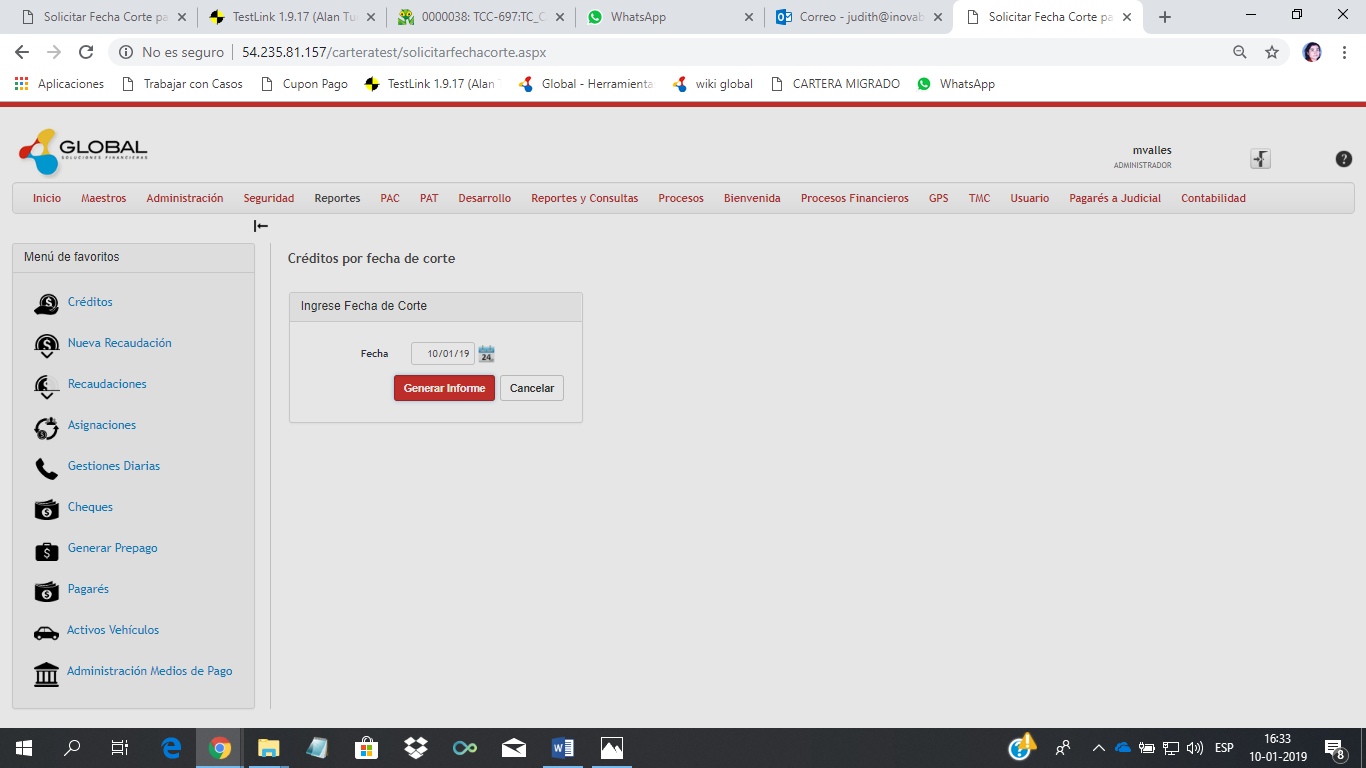 Solicitar Fecha Corte pa
TestLink 1.9.17 (Alan Tu
0000038: TCC-697:TC_C
WhatsApp
Correo - judith@inovab
Solicitar Fecha Corte pa
No es seguro
54.235.81.157/carteratest/solicitarfechacorte.aspx
Aplicaciones
Trabajar con Casos
Cupon Pago
TestLink 1.9.17 (Alan T
Global - Herramienta
wiki global
CARTERA MIGRADO
WhatsApp
GLOBAL
SOLUCIONES FINANCIERAS
mvalles
ADMINISTRADOR
?
Inicio Maestros Administración Seguridad Reportes PAC PAT Desarrollo Reportes y Consultas Procesos Bienvenida Procesos Financieros GPS TMC Usuario Pagarés a Judicial Contabilidad
Menú de favoritos
Créditos
Nueva Recaudación
Recaudaciones
Asignaciones
Gestiones Diarias
Cheques
Generar Prepago
Pagarés
Activos Vehículos
Administración Medios de Pago
Créditos por fecha de corte
Ingrese Fecha de Corte
Fecha
10/01/19
24
Generar Informe
Cancelar
ESP
16:33
10-01-2019
8